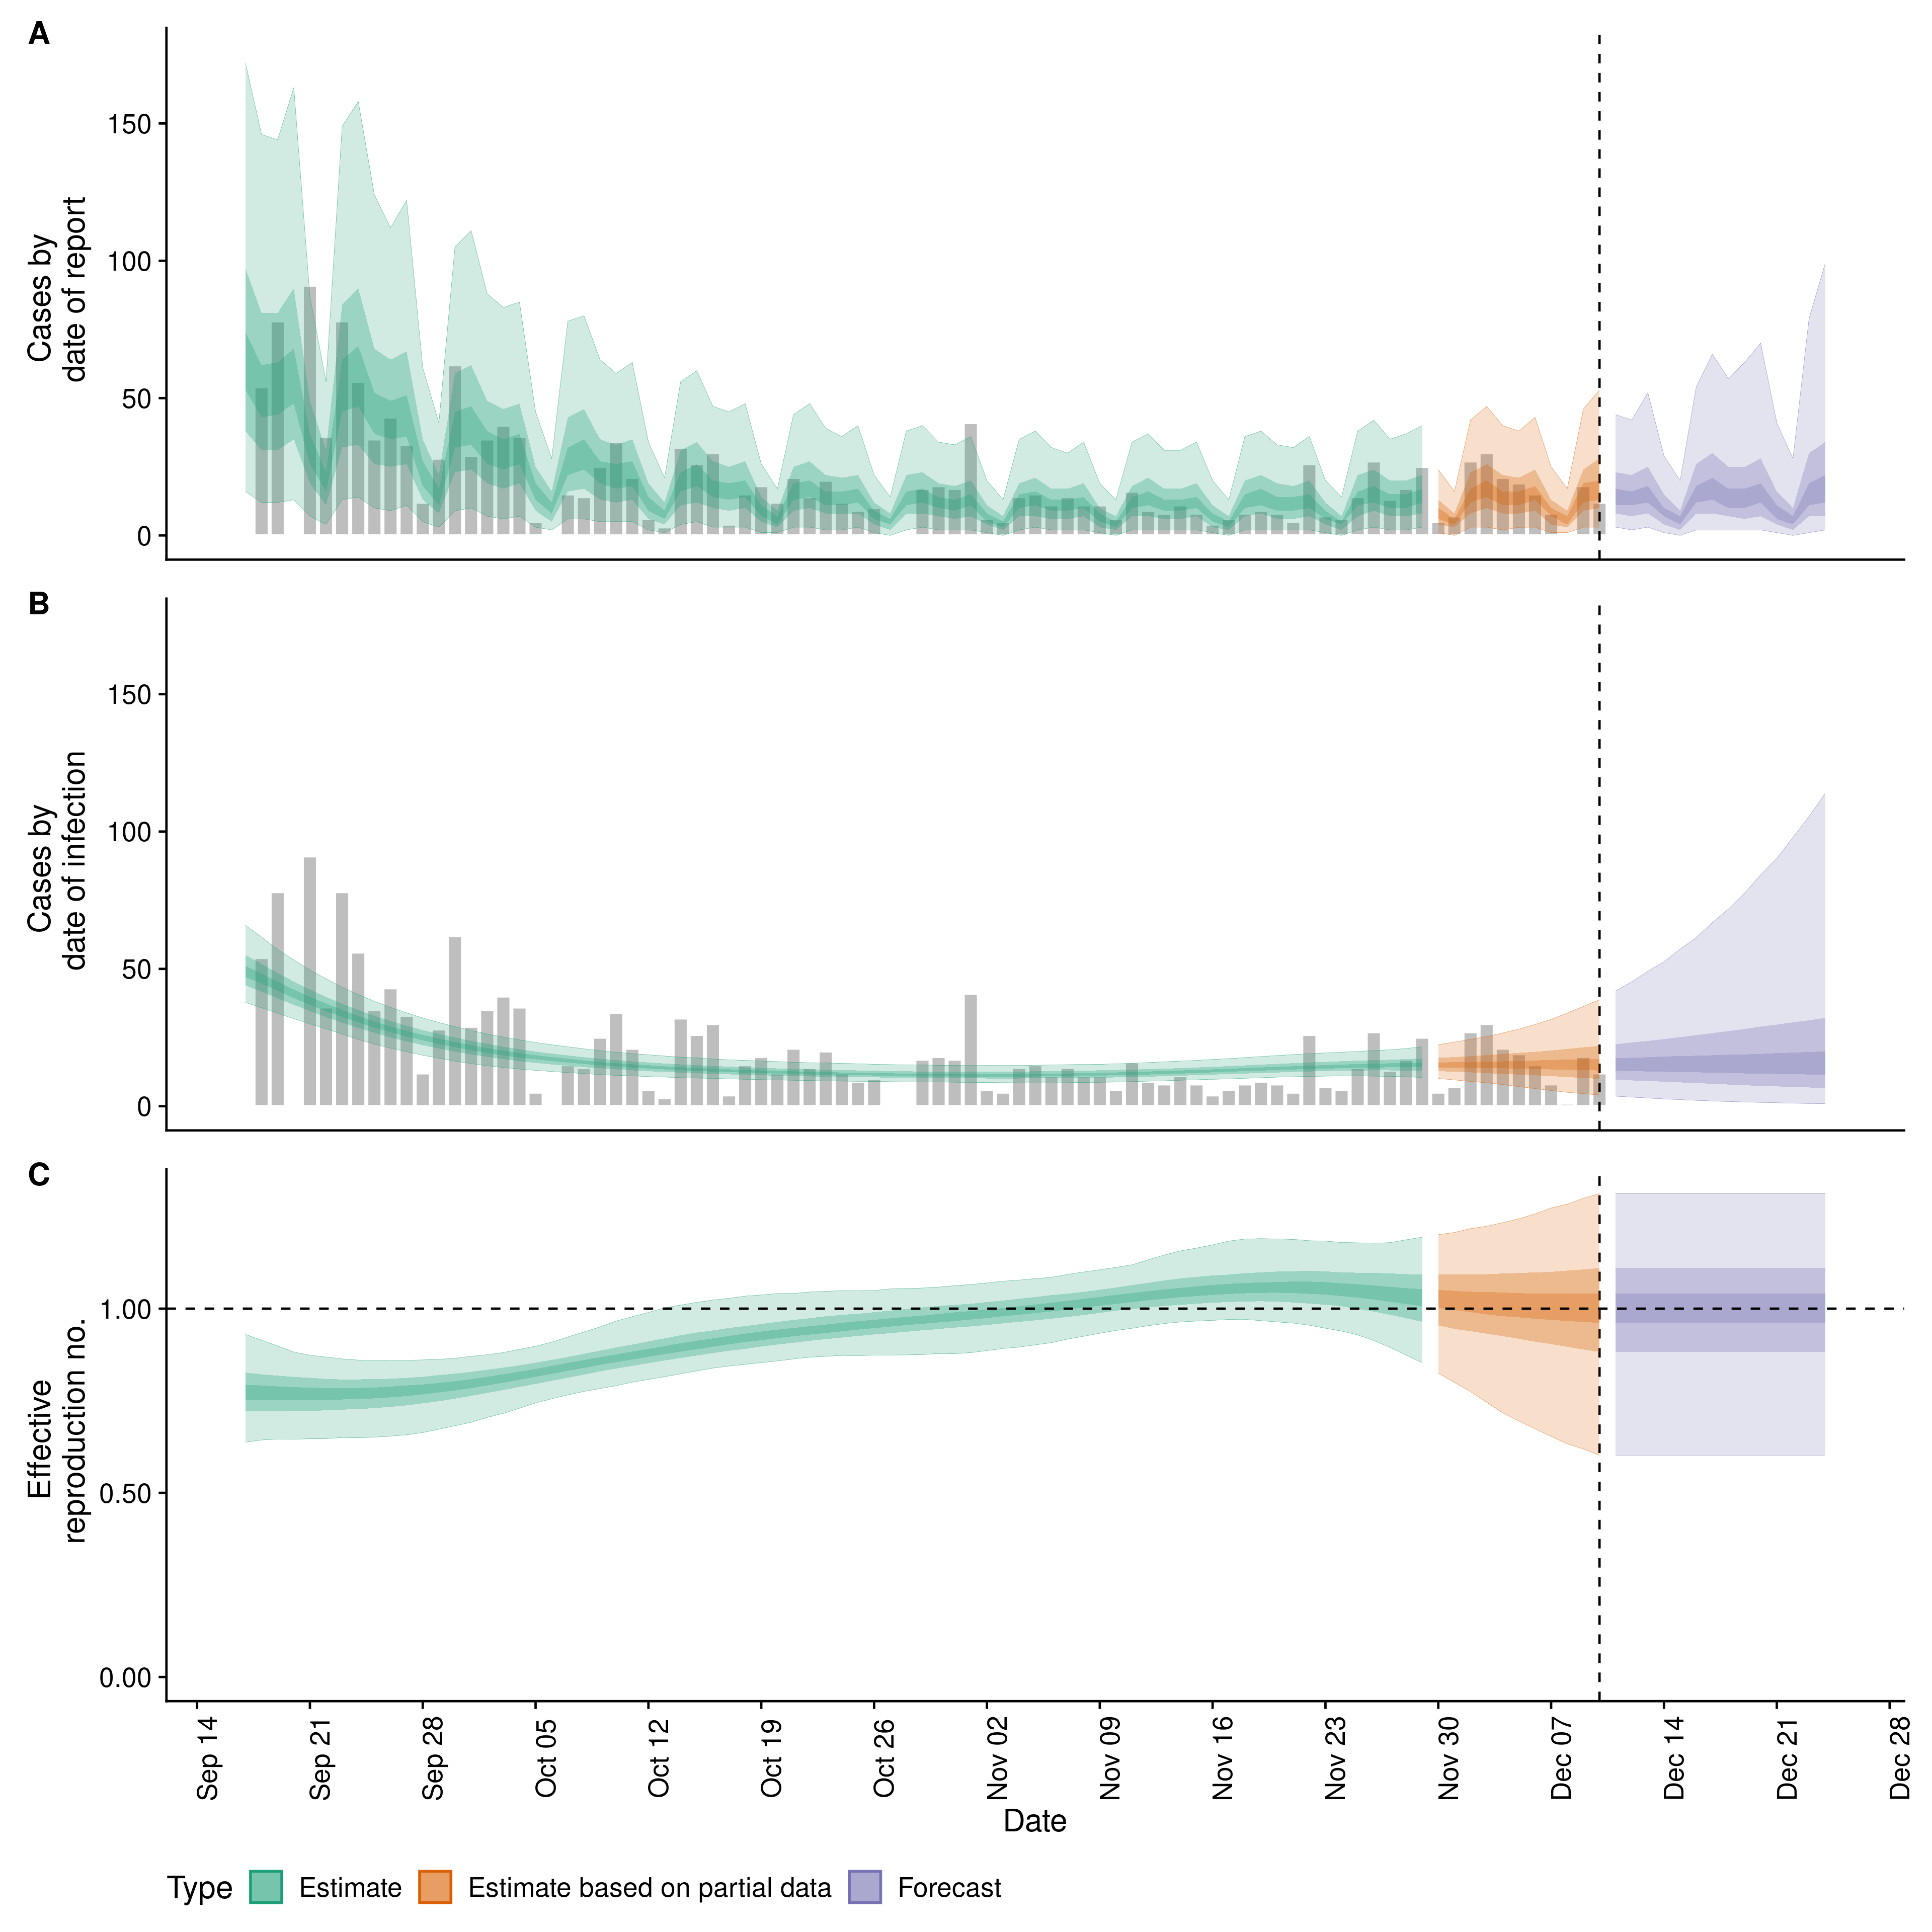 A
150
100
50
0
Cases by
date of report
B
150
100
50
0
Cases by
date of infection
C
1.00
0.50
0.00
Effective
reproduction no.
Sep 14
Sep 21
Sep 28
Oct 05
Oct 12
Oct 19
Oct 26
Nov 02
Nov 09
Nov 16
Nov 23
Nov 30
Dec 07
Dec 14
Dec 21
Dec 28
Date
Type Estimate Estimate based on partial data Forecast